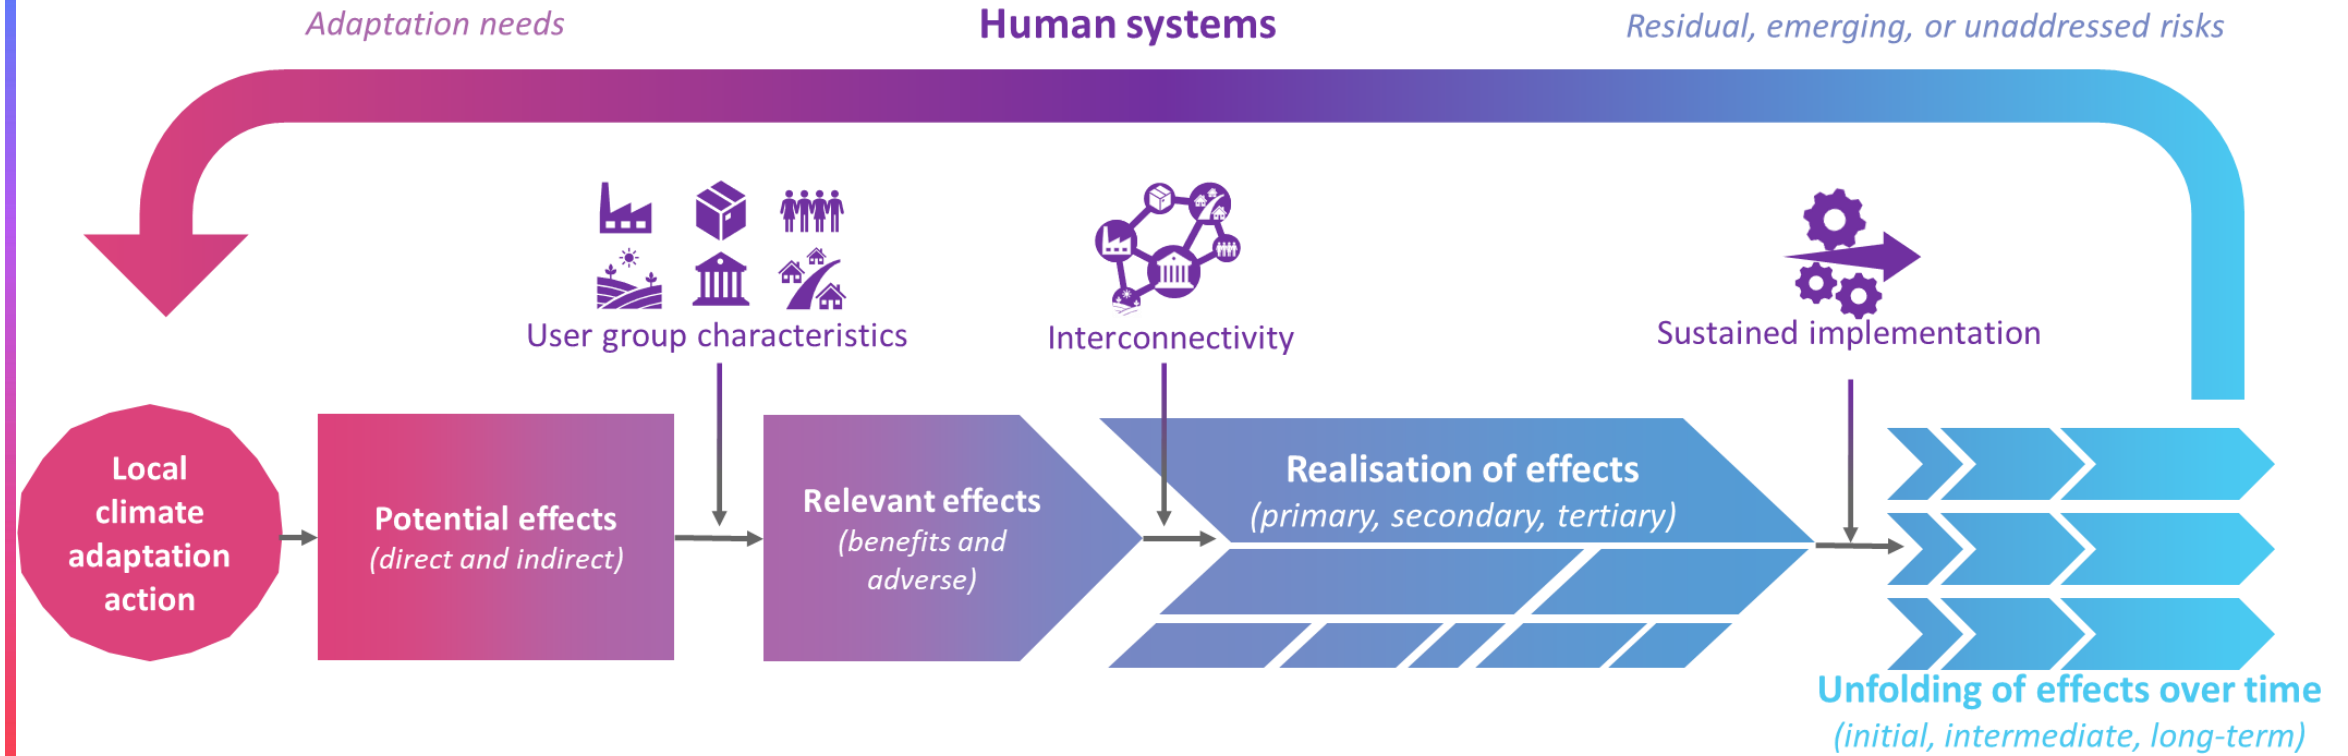 Adaptation needs
Human systems
Residual, emerging, or unaddressed risks
User group characteristics
Interconnectivity
Sustained implementation
Local
climate
adaptation
action
Potential effects
(direct and indirect)
Relevant effects
(benefits and
adverse)
Realisation of effects
(primary, secondary, tertiary)
Unfolding of effects over time
(initial, intermediate, long-term)